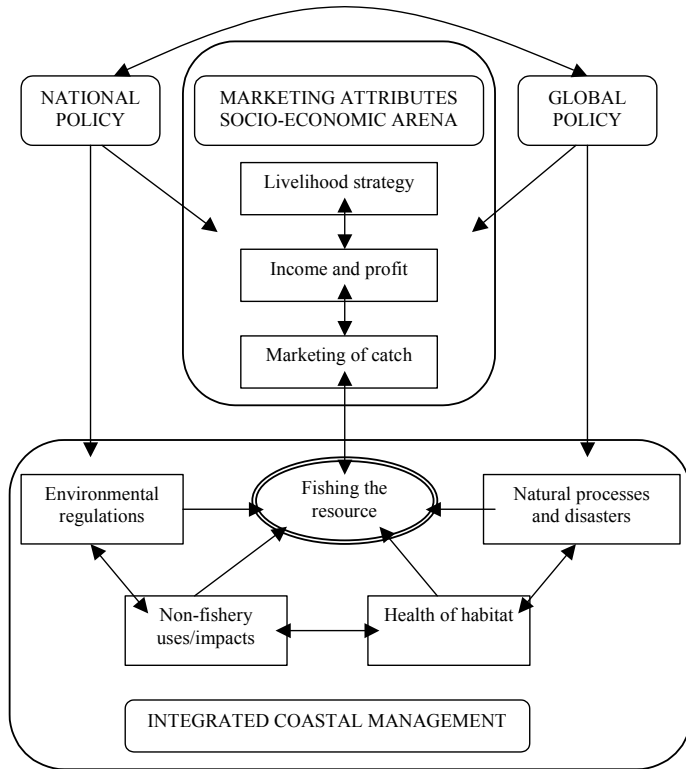 NATIONAL
POLICY
MARKETING ATTRIBUTES
SOCIO-ECONOMIC ARENA
GLOBAL
POLICY
Livelihood strategy
Income and profit
Marketing of catch
Environmental
regulations
Fishing the
resource
Natural processes
and disasters
Non-fishery
uses/impacts
Health of habitat
INTEGRATED COASTAL MANAGEMENT